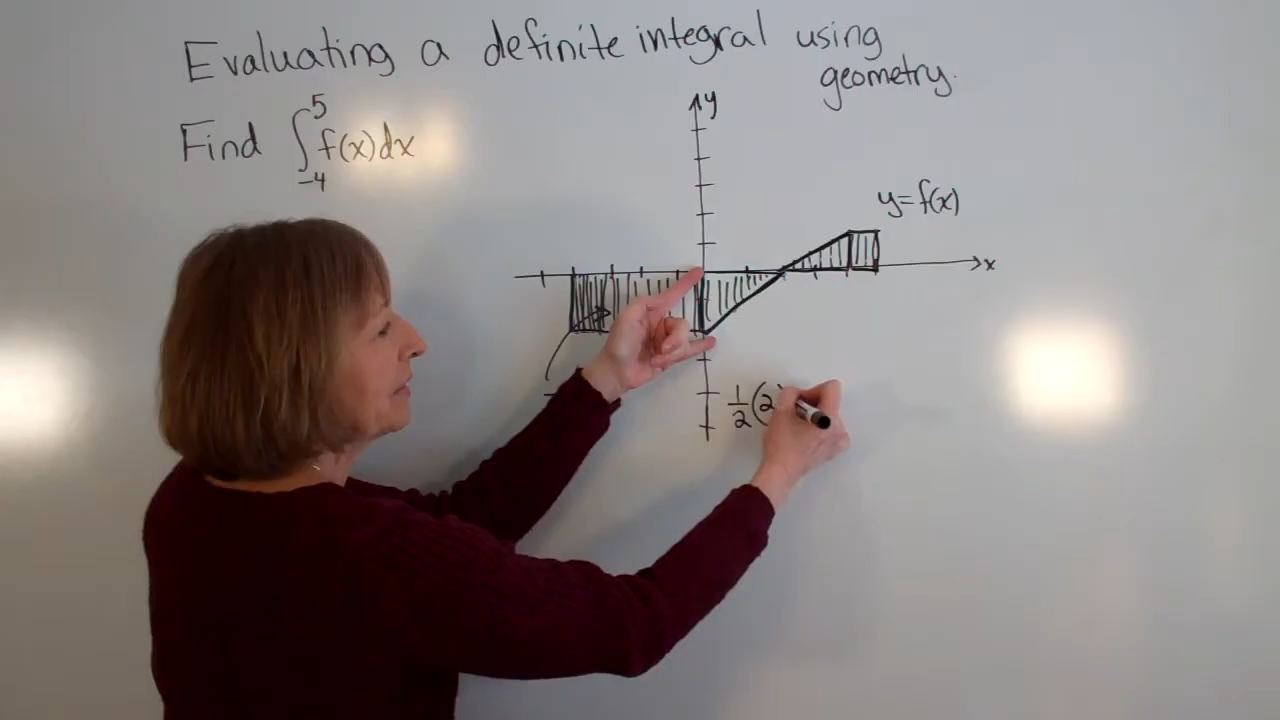 Evaluating a definite integral using
geometry.
Find ∫₋₄⁵ f(x)dx
y
y=f(x)
x
1/2(2)